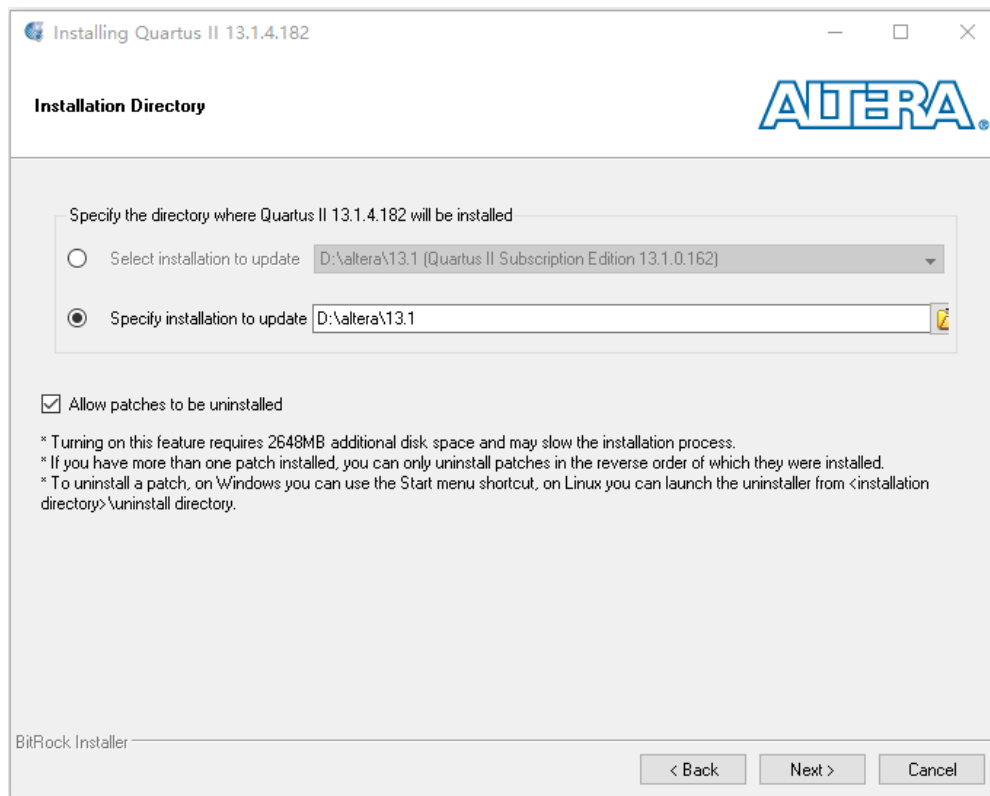 Installing Quartus II 13.1.4.182
Installation Directory
ALTERA®
Specify the directory where Quartus II 13.1.4.182 will be installed
Select installation to update D:\altera\13.1 (Quartus II Subscription Edition 13.1.0.162)
Specify installation to update D:\altera\13.1
Allow patches to be uninstalled
* Turning on this feature requires 2648MB additional disk space and may slow the installation process.
* If you have more than one patch installed, you can only uninstall patches in the reverse order of which they were installed.
* To uninstall a patch, on Windows you can use the Start menu shortcut, on Linux you can launch the uninstaller from <installation
directory>\uninstall directory.
BitRock Installer
< Back Next > Cancel